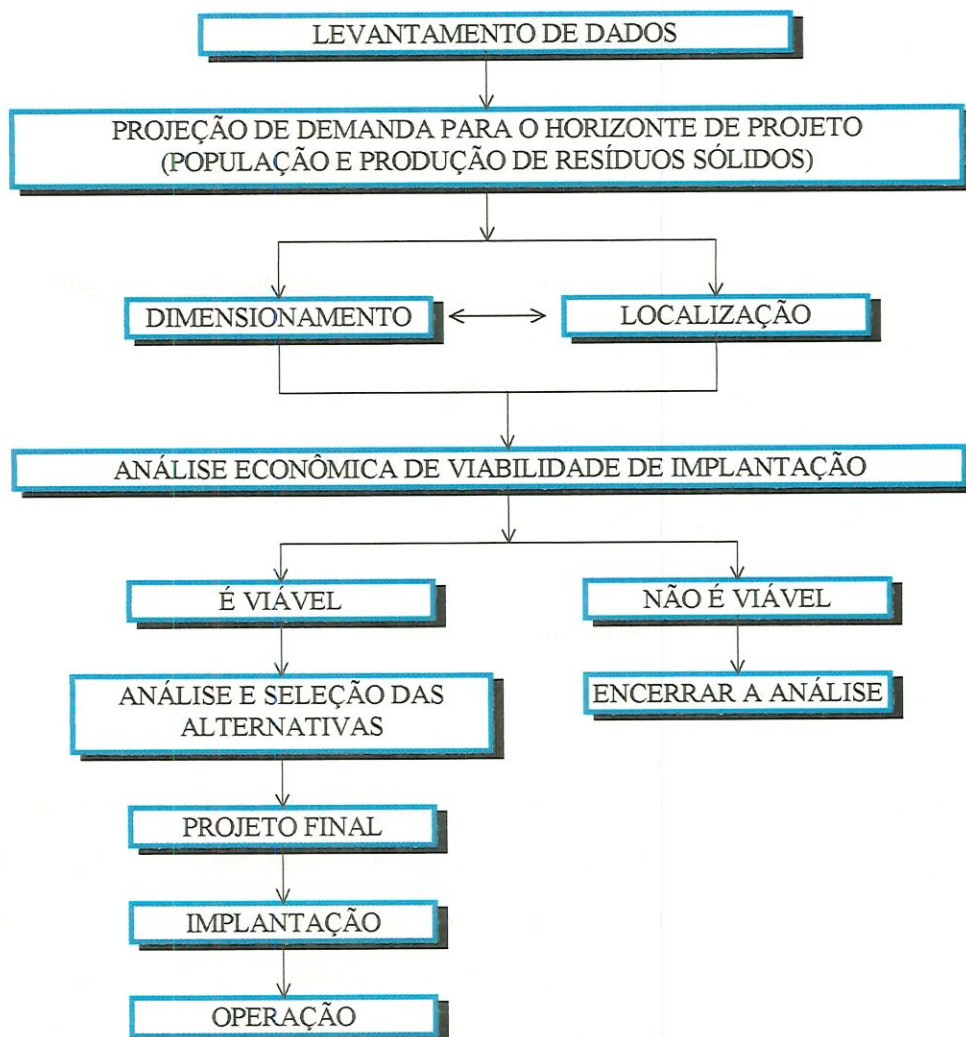 LEVANTAMENTO DE DADOS
PROJEÇÃO DE DEMANDA PARA O HORIZONTE DE PROJETO
(POPULAÇÃO E PRODUÇÃO DE RESÍDUOS SÓLIDOS)
DIMENSIONAMENTO
LOCALIZAÇÃO
ANÁLISE ECONÔMICA DE VIABILIDADE DE IMPLANTAÇÃO
É VIÁVEL
NÃO É VIÁVEL
ANÁLISE E SELEÇÃO DAS
ALTERNATIVAS
ENCERRAR A ANÁLISE
PROJETO FINAL
IMPLANTAÇÃO
OPERAÇÃO